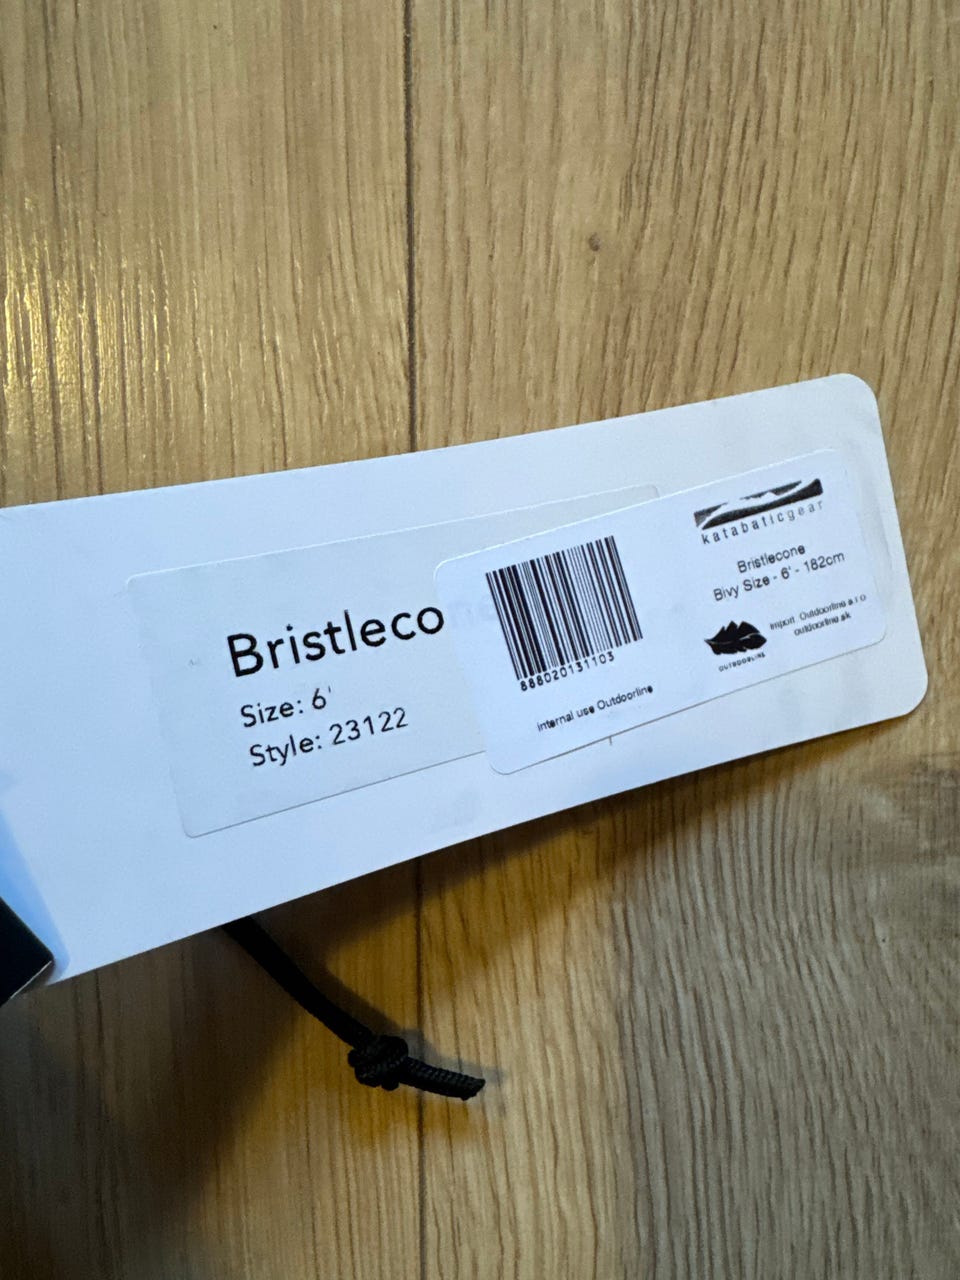 Bristleco
Size: 6'
Style: 23122
888020131103
internal use Outdoorline
katabaticgear
Bristlecone
Bivy Size - 6' - 182cm
OUTDOORLINE
import Outdoorline s.r.o
outdoorline.sk